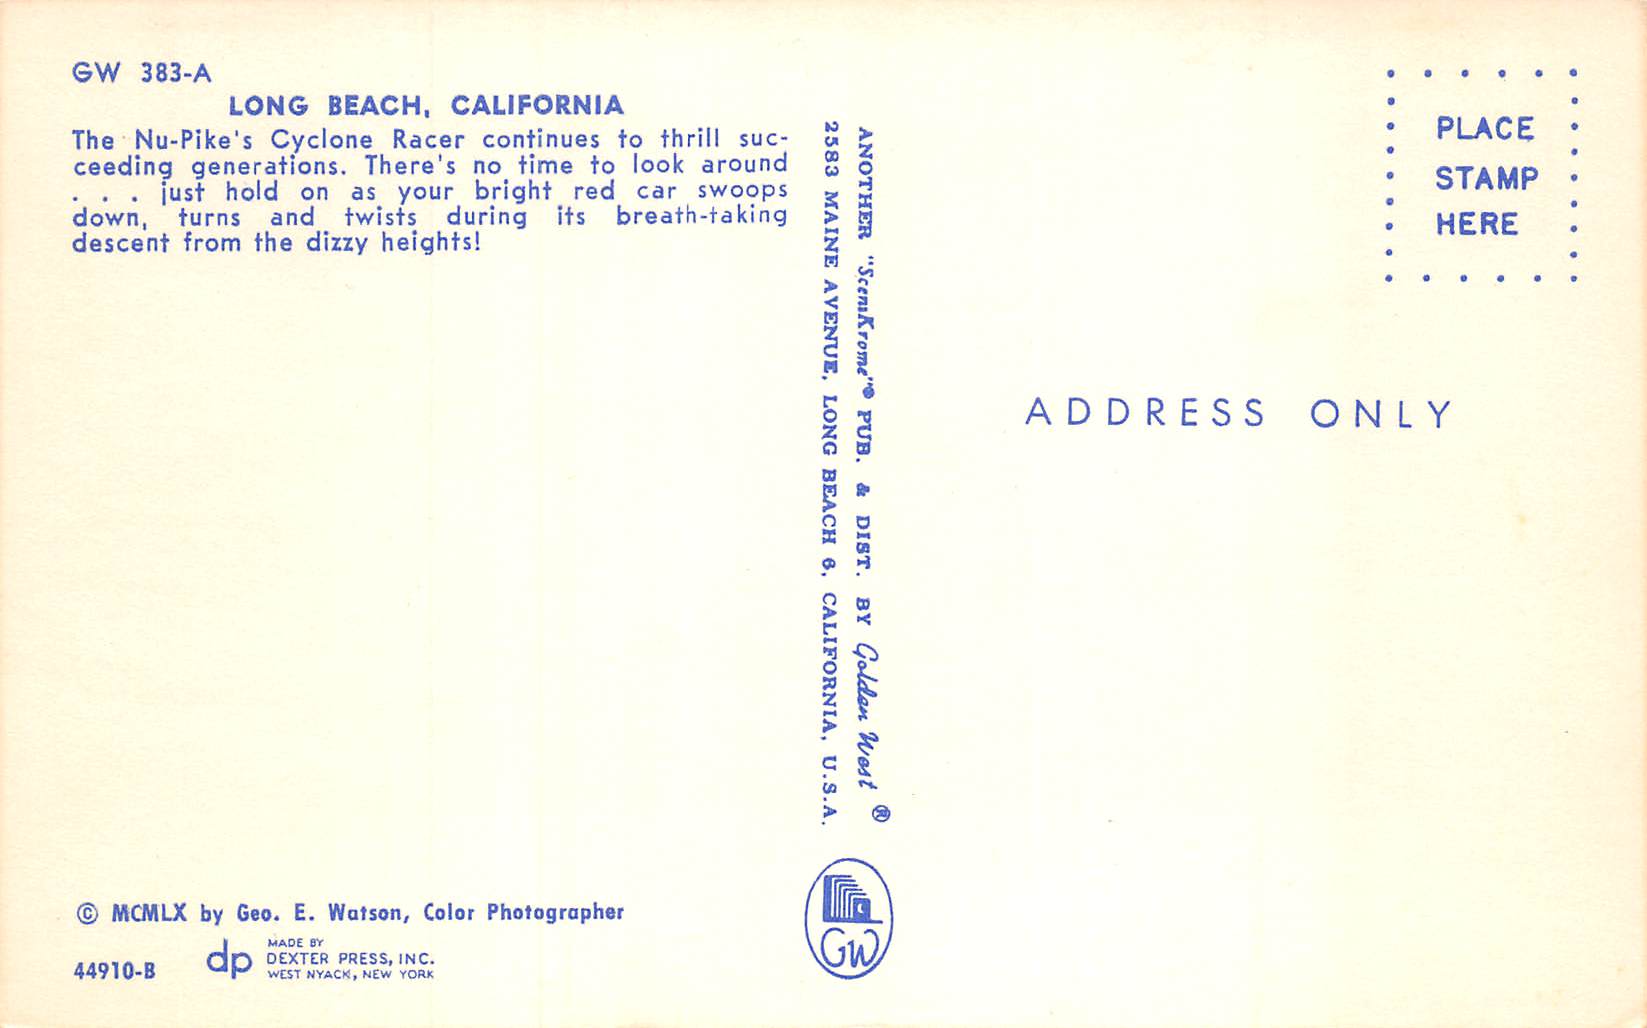 GW 383-A
LONG BEACH, CALIFORNIA
The Nu-Pike's Cyclone Racer continues to thrill suc-
ceeding generations. There's no time to look around
. . . just hold on as your bright red car swoops
down, turns and twists during its breath-taking
descent from the dizzy heights!
© MCMLX by Geo. E. Watson, Color Photographer
44910-B
dp
MADE BY
DEXTER PRESS, INC.
WEST NYACK, NEW YORK
ANOTHER "SceniKrome"® PUB. & DIST. BY Golden West ®
2583 MAINE AVENUE, LONG BEACH 6, CALIFORNIA, U.S.A.
GW
PLACE
STAMP
HERE
ADDRESS ONLY